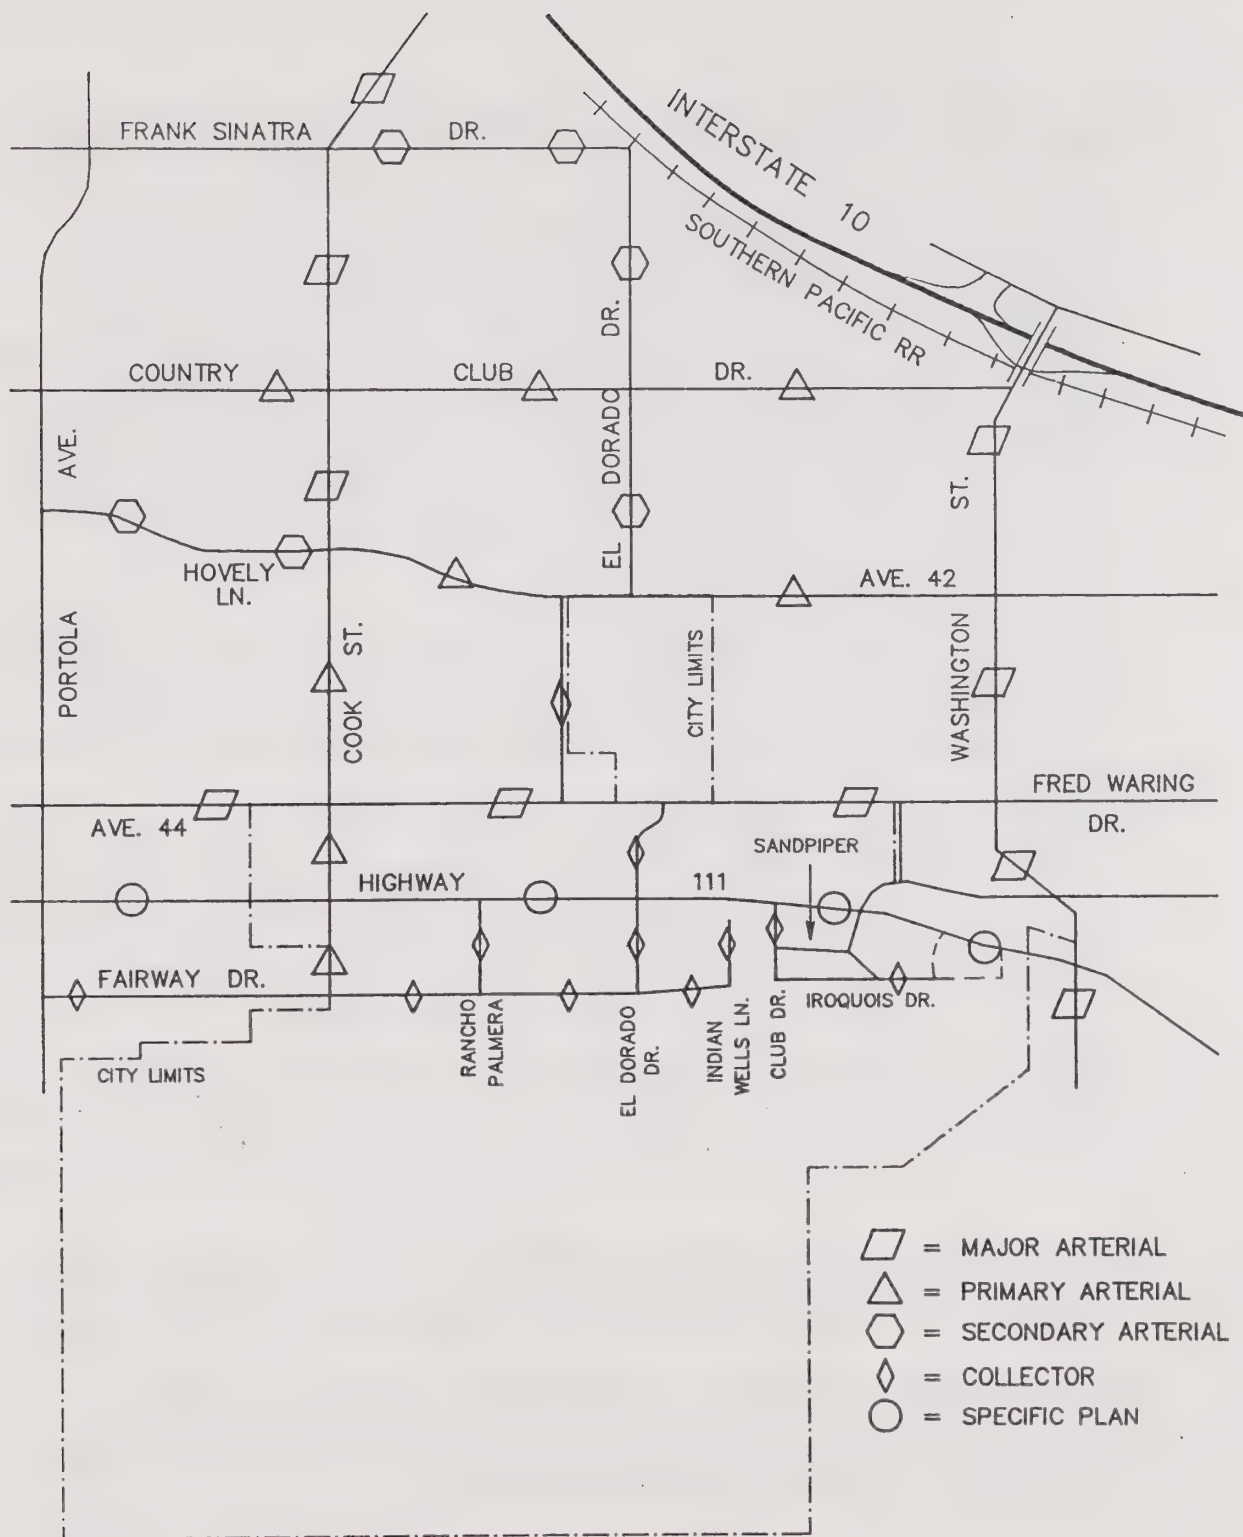 INTERSTATE 10
FRANK SINATRA DR.
SOUTHERN PACIFIC RR
COUNTRY CLUB DR.
EL DORADO DR.
PORTOLA AVE.
HOVELY
LN.
AVE. 42
WASHINGTON ST.
COOK ST.
CITY LIMITS
FRED WARING
DR.
AVE. 44
SANDPIPER
HIGHWAY 111
FAIRWAY DR.
IROQUOIS DR.
RANCHO
PALMERA
EL DORADO
DR.
INDIAN
WELLS LN.
CLUB DR.
CITY LIMITS
= MAJOR ARTERIAL
= PRIMARY ARTERIAL
= SECONDARY ARTERIAL
= COLLECTOR
= SPECIFIC PLAN